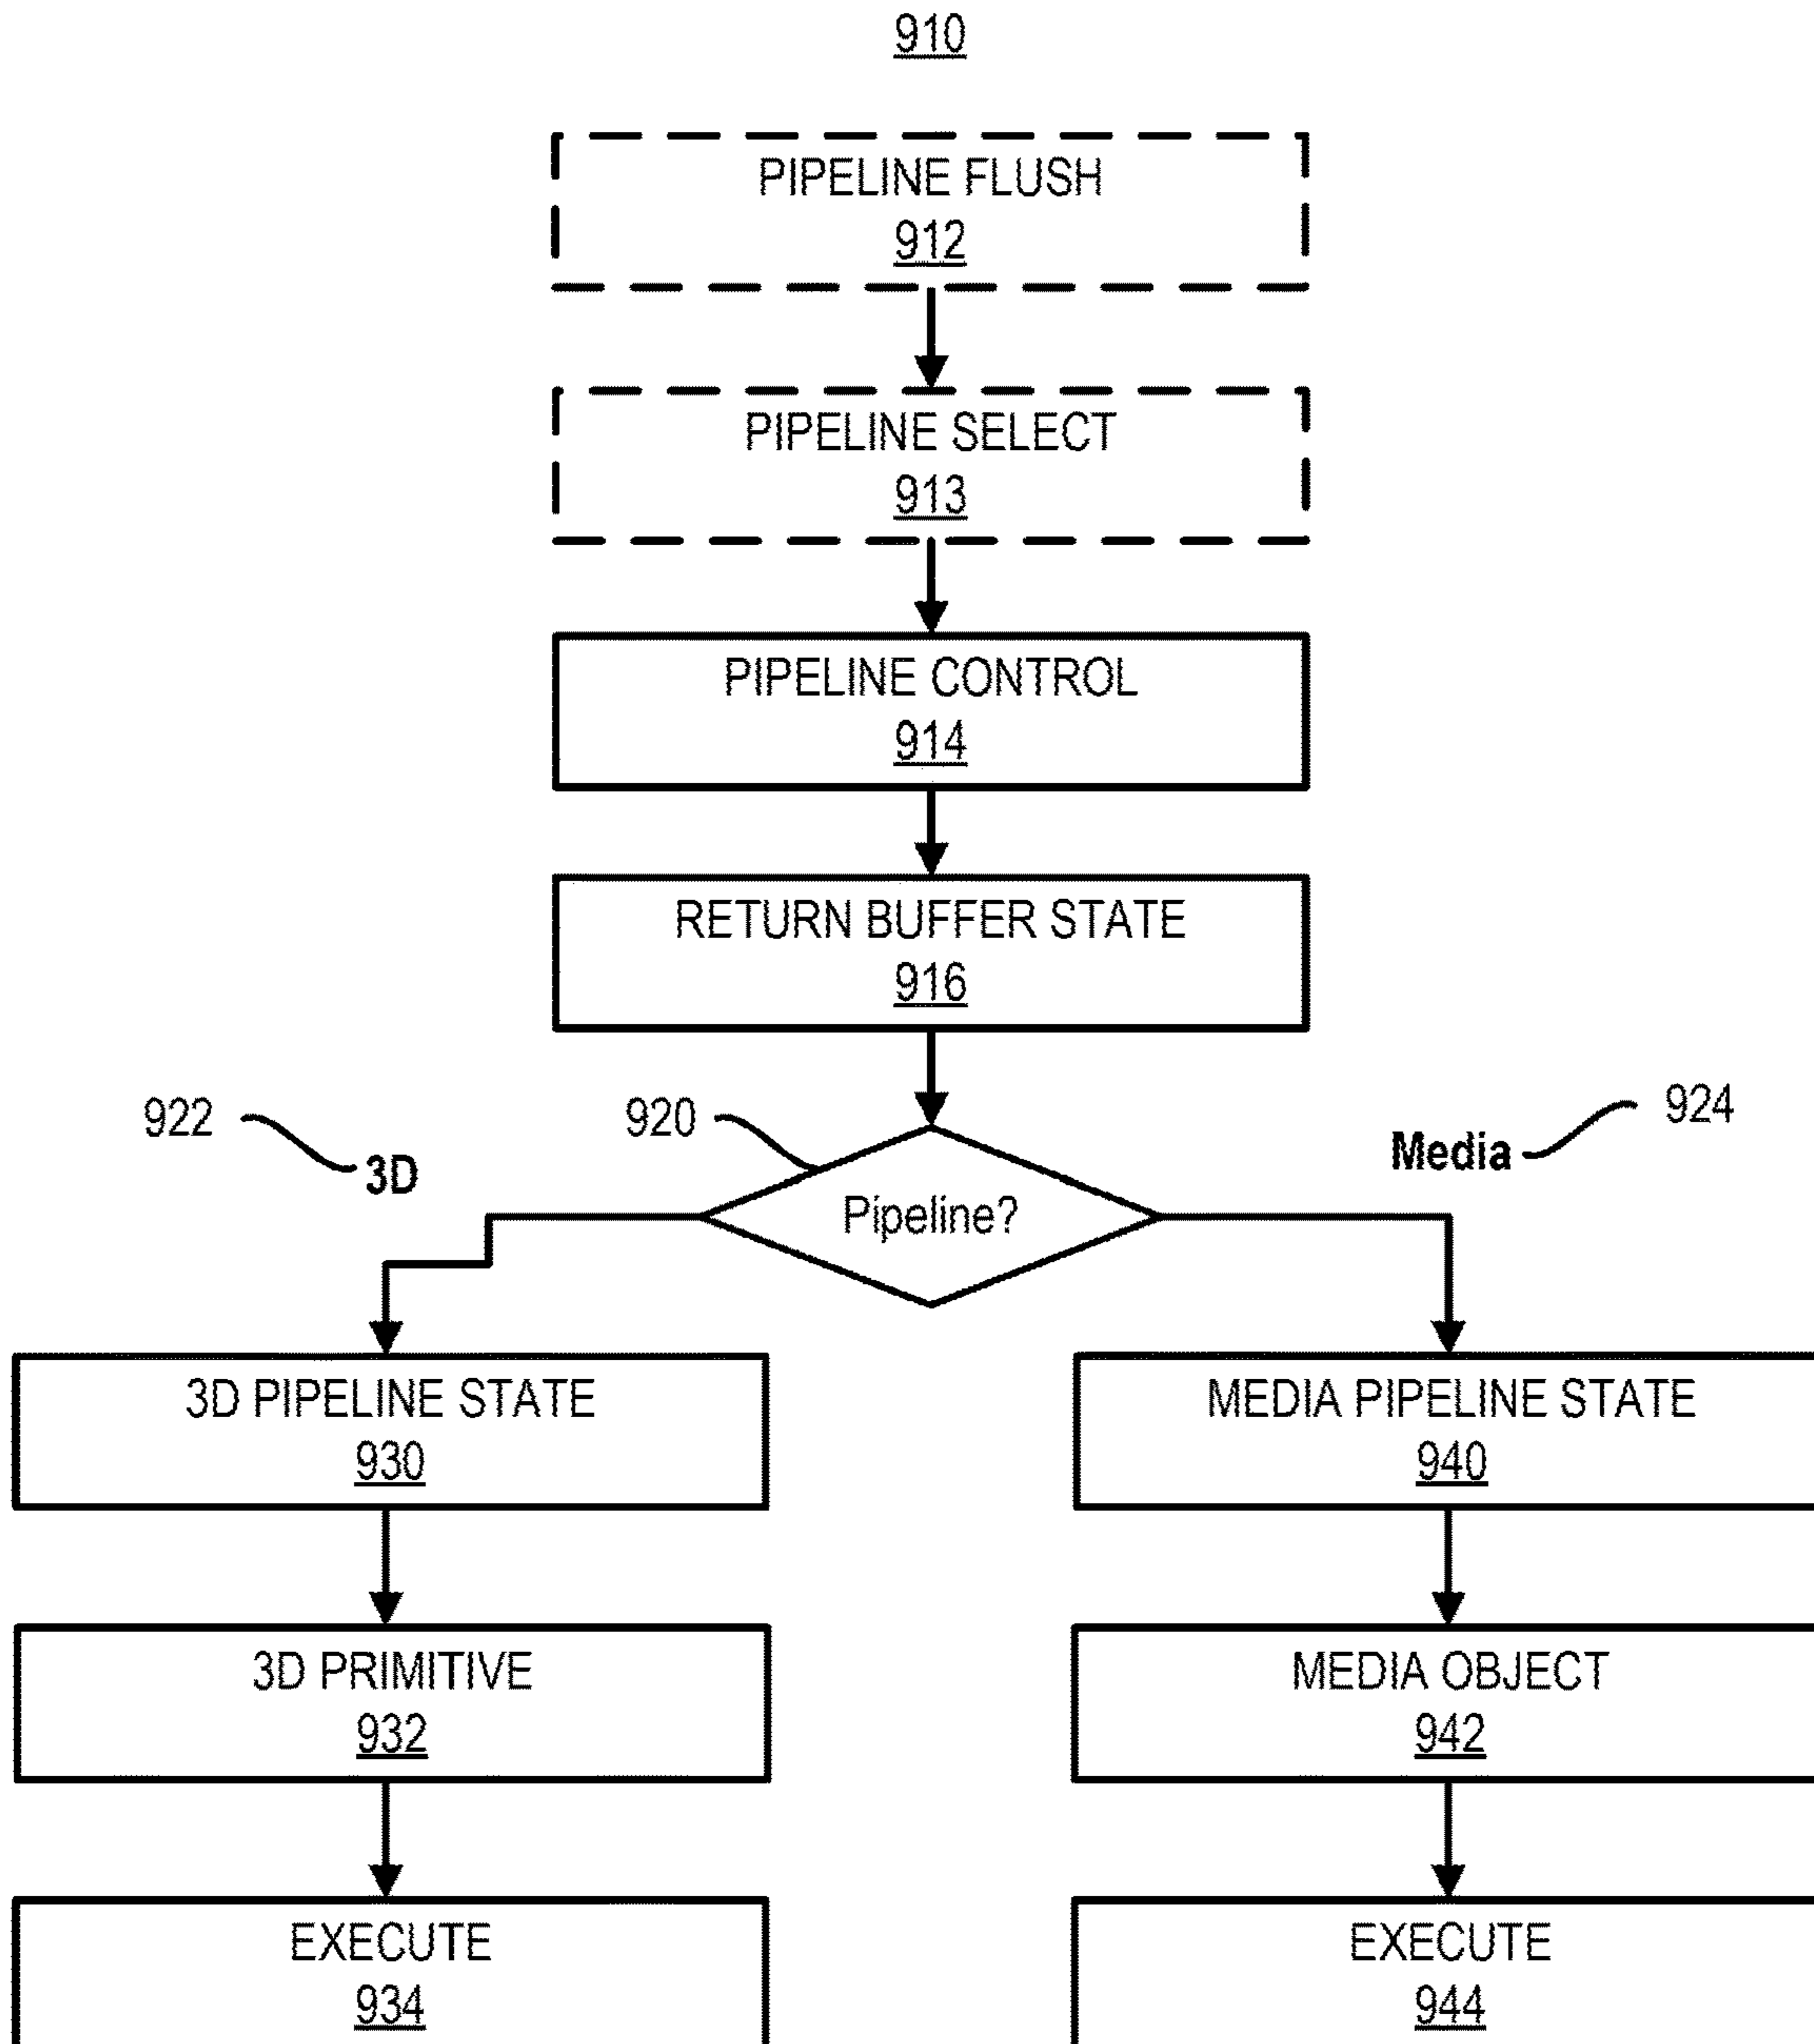 910
PIPELINE FLUSH
912
PIPELINE SELECT
913
PIPELINE CONTROL
914
RETURN BUFFER STATE
916
922
3D
920
Pipeline?
Media
924
3D PIPELINE STATE
930
MEDIA PIPELINE STATE
940
3D PRIMITIVE
932
MEDIA OBJECT
942
EXECUTE
934
EXECUTE
944